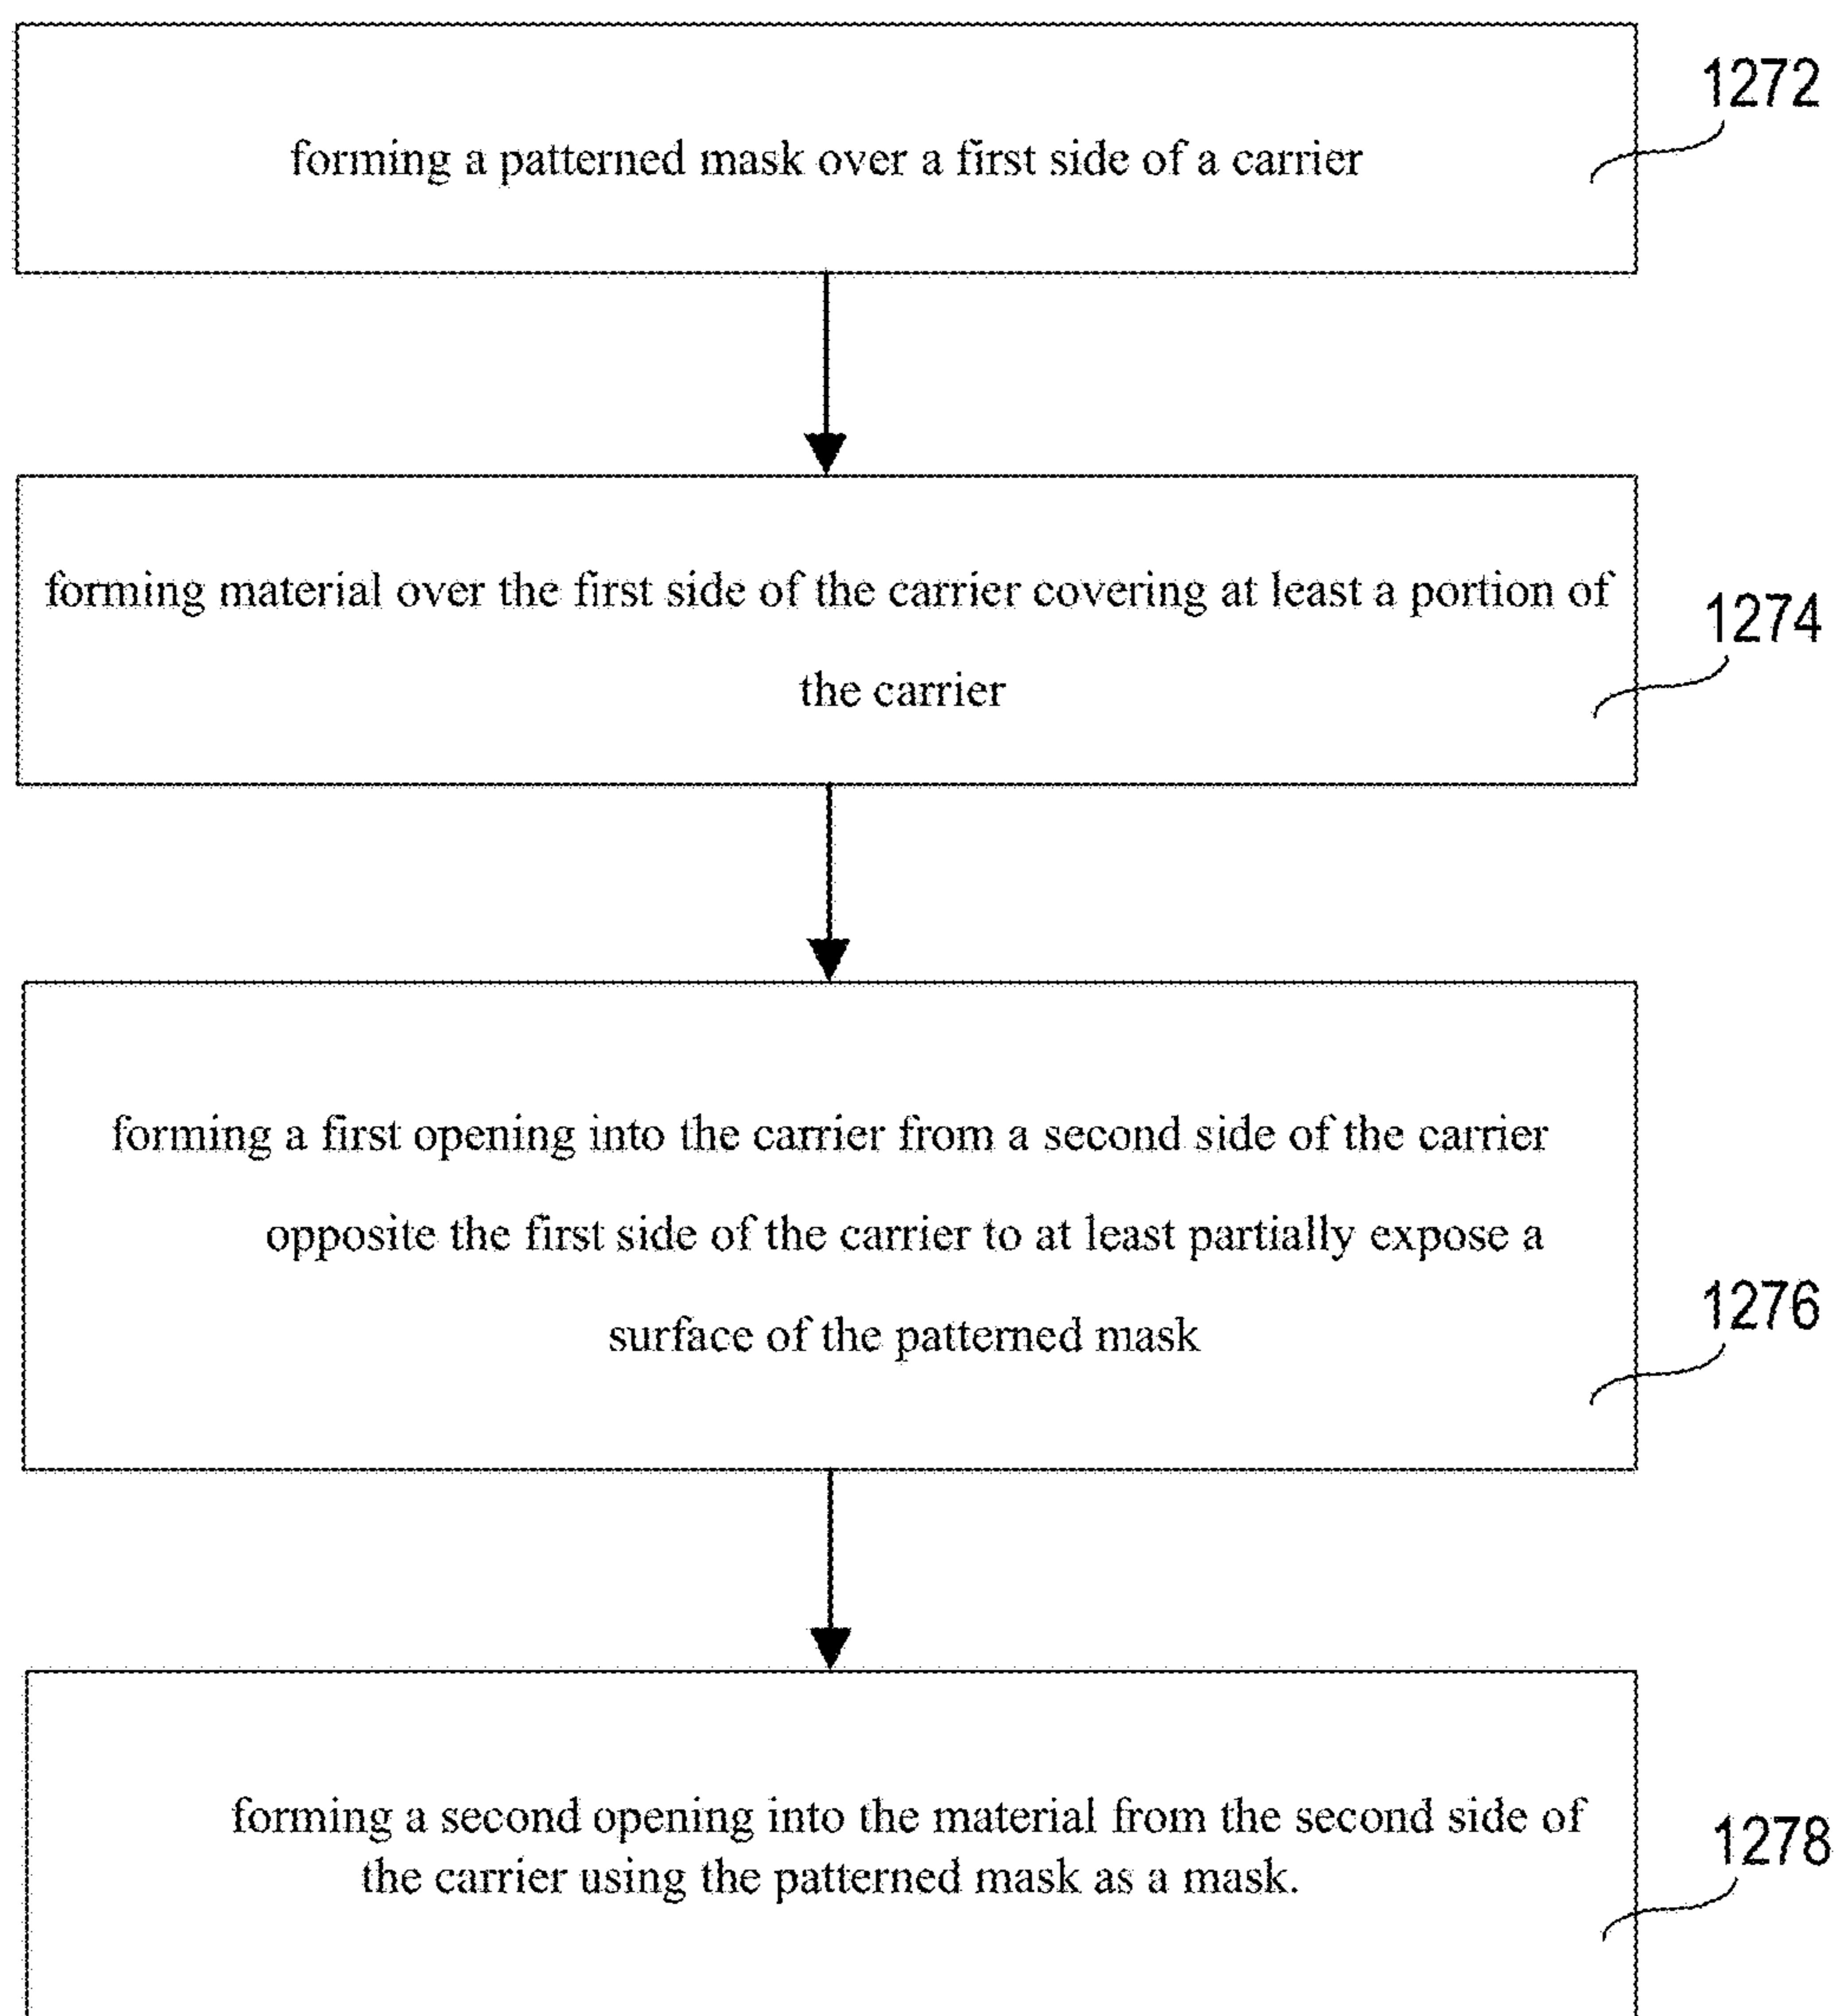 1272
forming a patterned mask over a first side of a carrier
forming material over the first side of the carrier covering at least a portion of
1274
the carrier
forming a first opening into the carrier from a second side of the carrier
opposite the first side of the carrier to at least partially expose a
1276
surface of the patterned mask
forming a second opening into the material from the second side of
1278
the carrier using the patterned mask as a mask.